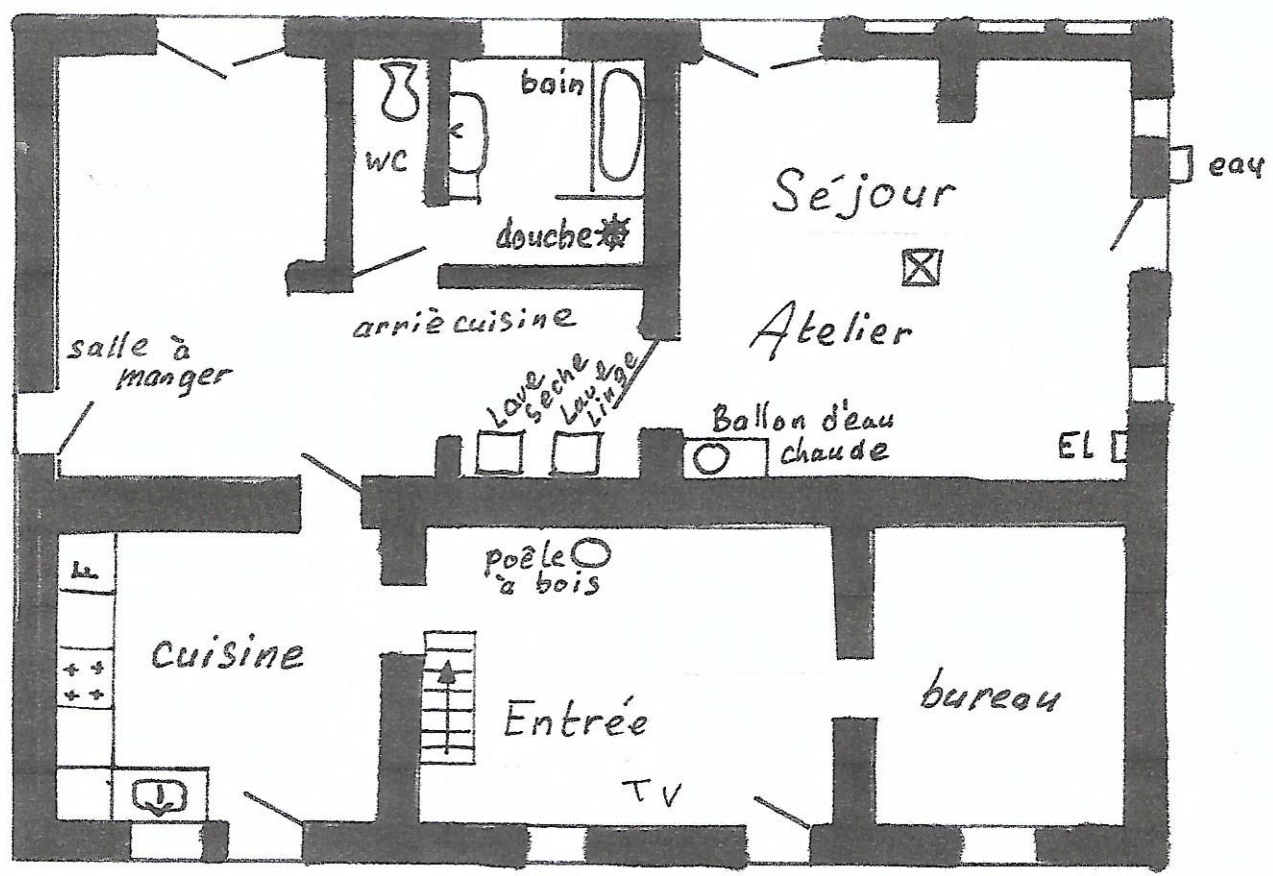 bain
WC
eau
Séjour
douche
arriè cuisine
Atelier
salle à
manger
Lave
Seche
Lave
Linge
Ballon d'eau
chaude
EL
poêle
à bois
F
cuisine
Entrée
bureau
TV